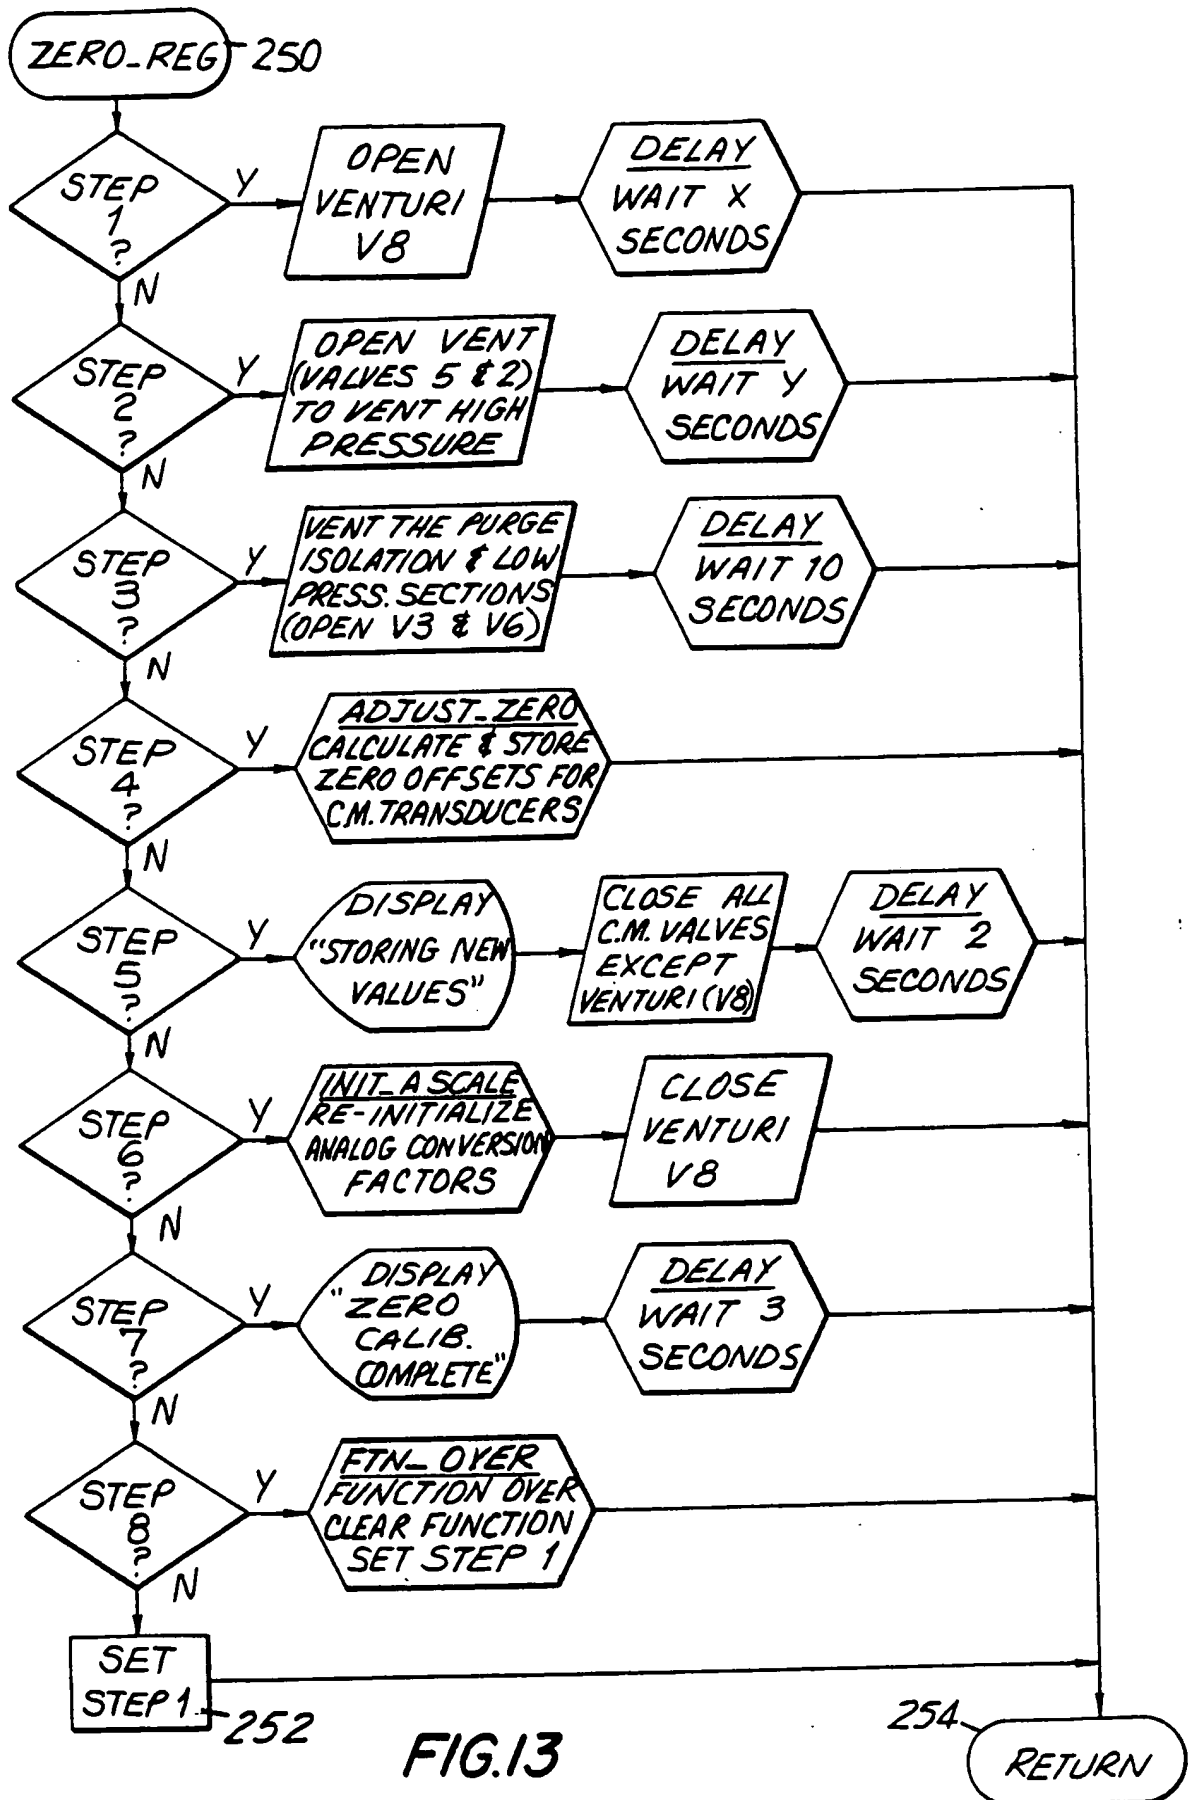 ZERO_REG
250
STEP
1
?
Y
N
OPEN
VENTURI
V8
DELAY
WAIT X
SECONDS
STEP
2
?
Y
N
OPEN VENT
(VALVES 5 & 2)
TO VENT HIGH
PRESSURE
DELAY
WAIT Y
SECONDS
STEP
3
?
Y
N
VENT THE PURGE
ISOLATION & LOW
PRESS. SECTIONS
(OPEN V3 & V6)
DELAY
WAIT 10
SECONDS
STEP
4
?
Y
N
ADJUST_ZERO
CALCULATE & STORE
ZERO OFFSETS FOR
C.M. TRANSDUCERS
STEP
5
?
Y
N
DISPLAY
"STORING NEW
VALUES"
CLOSE ALL
C.M. VALVES
EXCEPT
VENTURI (V8)
DELAY
WAIT 2
SECONDS
STEP
6
?
Y
N
INIT_A SCALE
RE-INITIALIZE
ANALOG CONVERSION
FACTORS
CLOSE
VENTURI
V8
STEP
7
?
Y
N
DISPLAY
"ZERO
CALIB.
COMPLETE"
DELAY
WAIT 3
SECONDS
STEP
8
?
Y
N
FTN_OVER
FUNCTION OVER
CLEAR FUNCTION
SET STEP 1
SET
STEP 1
252
254
RETURN
FIG.13